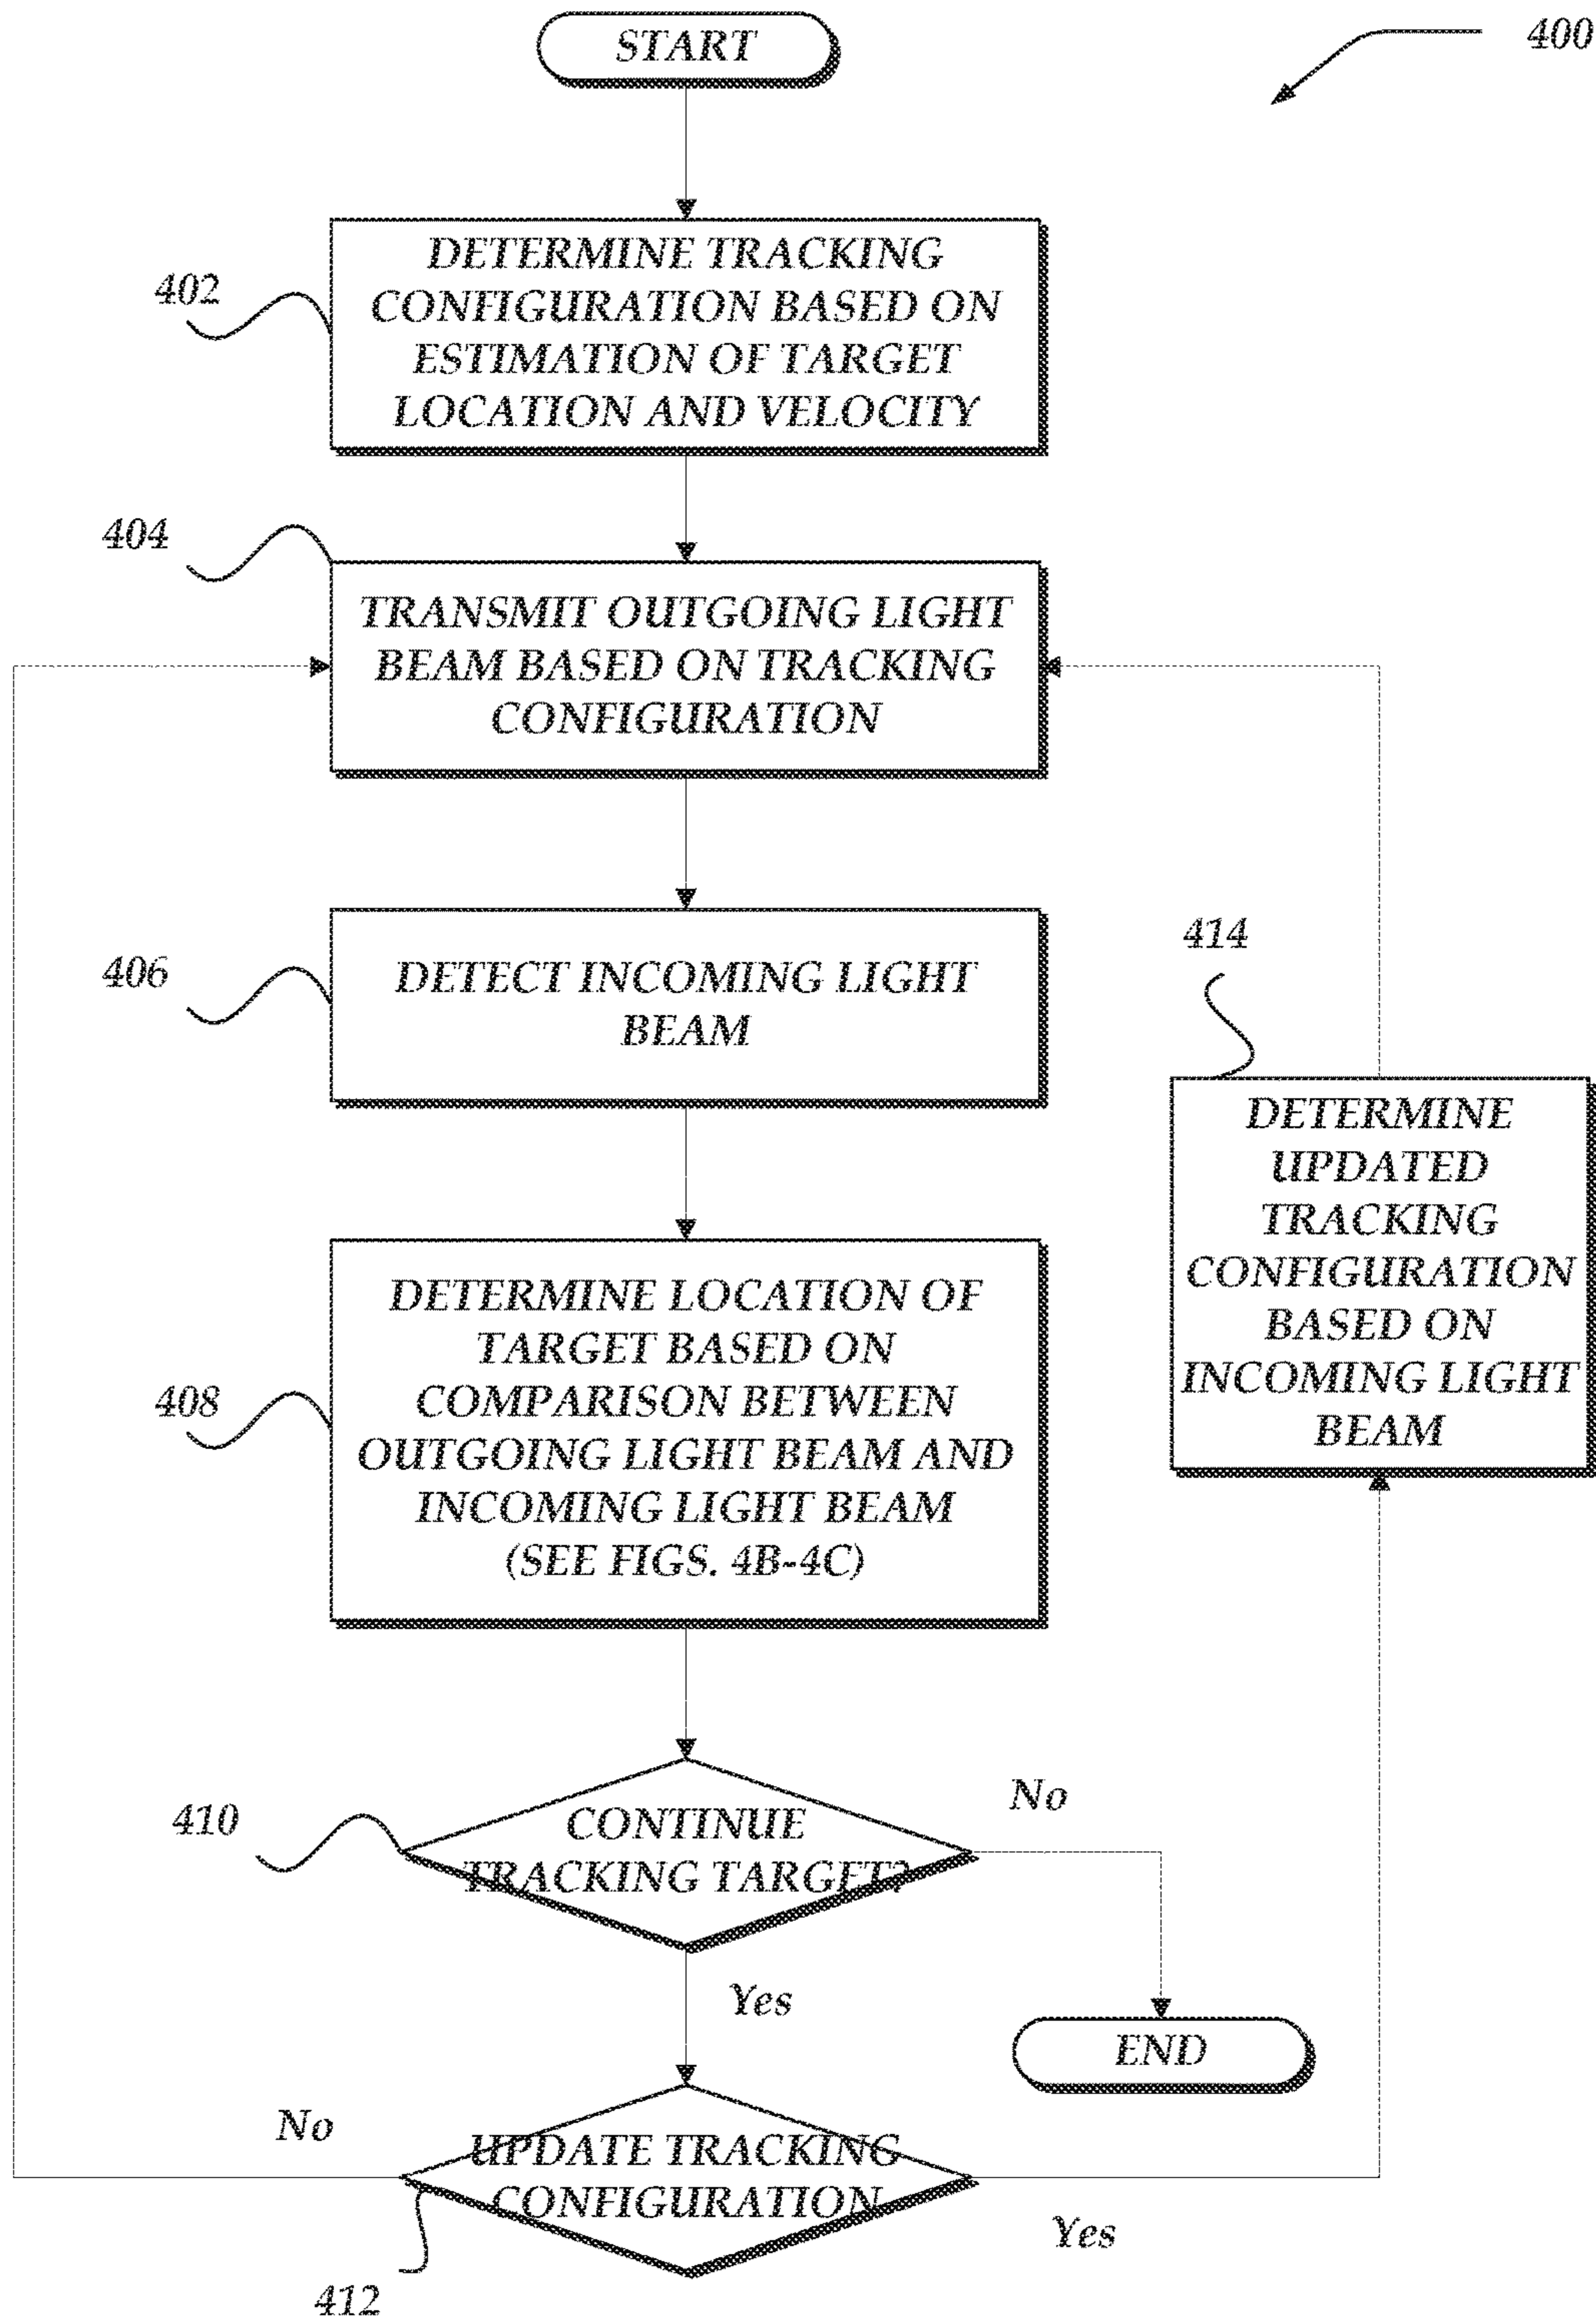 START
400
402
DETERMINE TRACKING
CONFIGURATION BASED ON
ESTIMATION OF TARGET
LOCATION AND VELOCITY
404
TRANSMIT OUTGOING LIGHT
BEAM BASED ON TRACKING
CONFIGURATION
406
DETECT INCOMING LIGHT
BEAM
414
DETERMINE
UPDATED
TRACKING
CONFIGURATION
BASED ON
INCOMING LIGHT
BEAM
408
DETERMINE LOCATION OF
TARGET BASED ON
COMPARISON BETWEEN
OUTGOING LIGHT BEAM AND
INCOMING LIGHT BEAM
(SEE FIGS. 4B-4C)
410
CONTINUE
TRACKING TARGET?
No
Yes
END
No
UPDATE TRACKING
CONFIGURATION
Yes
412